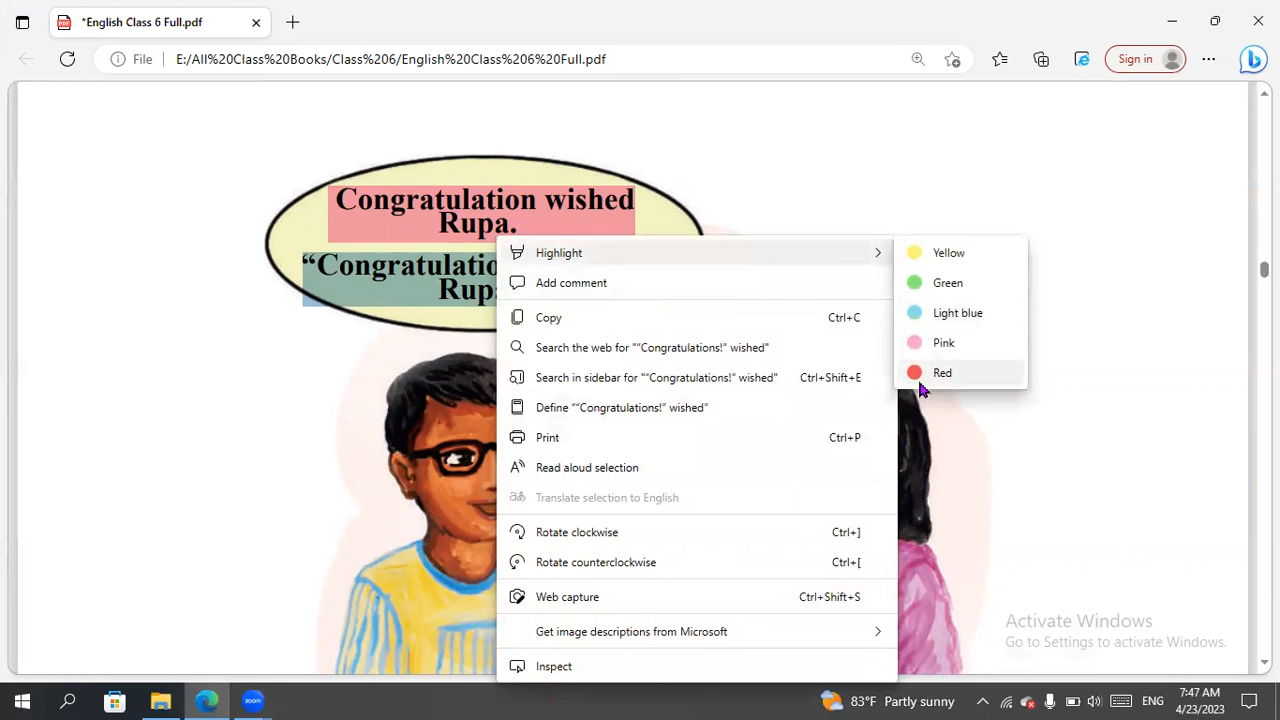 *English Class 6 Full.pdf
File
E:/All%20Class%20Books/Class%206/English%20Class%206%20Full.pdf
Sign in
Congratulation wished
Rupa.
“Congratulatio
Rup
Highlight
Add comment
Copy Ctrl+C
Search the web for "“Congratulations!” wished"
Search in sidebar for "“Congratulations!” wished" Ctrl+Shift+E
Define "“Congratulations!” wished"
Print Ctrl+P
Read aloud selection
Translate selection to English
Rotate clockwise Ctrl+]
Rotate counterclockwise Ctrl+[
Web capture Ctrl+Shift+S
Get image descriptions from Microsoft
Inspect
Yellow
Green
Light blue
Pink
Red
Activate Windows
Go to Settings to activate Windows.
zoom
83°F Partly sunny
ENG
7:47 AM
4/23/2023